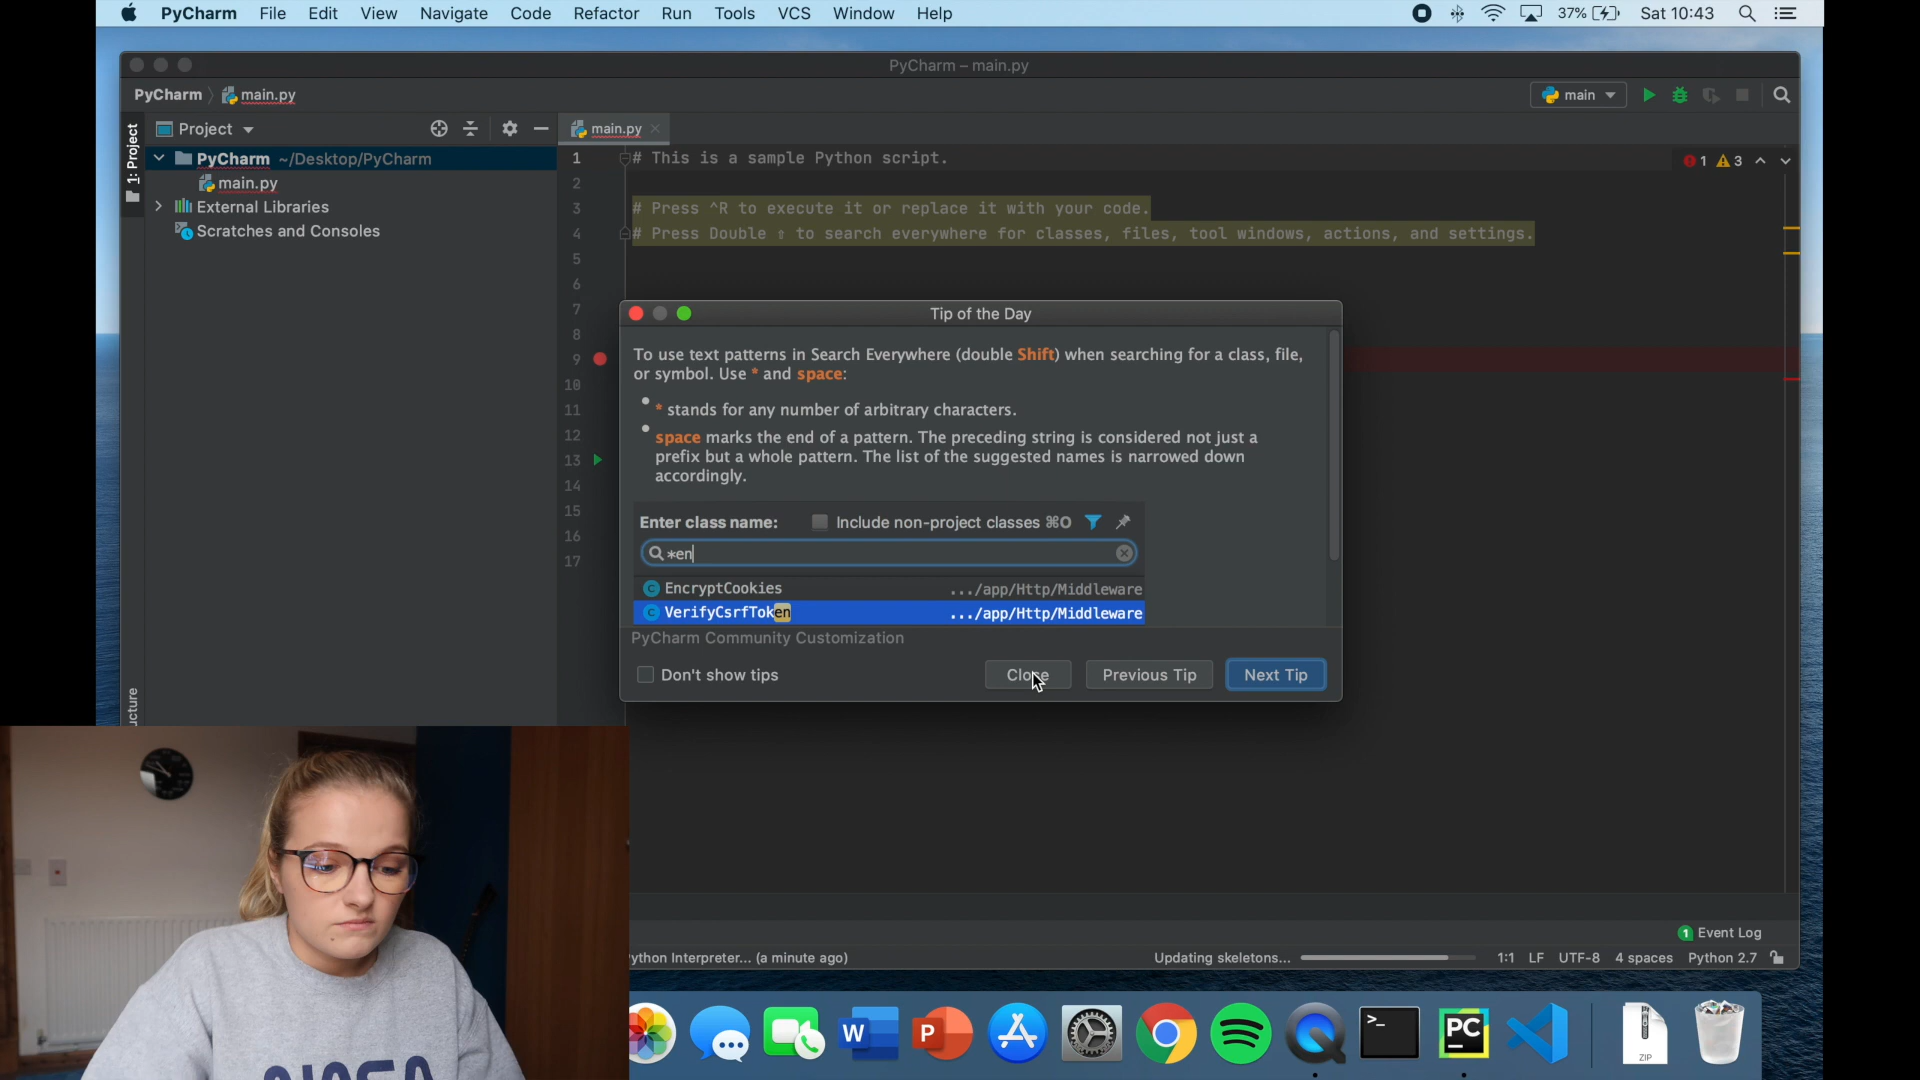 PyCharm File Edit View Navigate Code Refactor Run Tools VCS Window Help 37% Sat 10:43
PyCharm – main.py
PyCharm main.py main
1: Project
Project
main.py
PyCharm ~/Desktop/PyCharm
main.py
External Libraries
Scratches and Consoles
1 # This is a sample Python script.
1 3
2
3 # Press ^R to execute it or replace it with your code.
4 # Press Double ⇧ to search everywhere for classes, files, tool windows, actions, and settings.
5
6
7
8
9
10
11
12
13
14
15
16
17
Tip of the Day
To use text patterns in Search Everywhere (double Shift) when searching for a class, file,
or symbol. Use * and space:
• * stands for any number of arbitrary characters.
• space marks the end of a pattern. The preceding string is considered not just a
prefix but a whole pattern. The list of the suggested names is narrowed down
accordingly.
Enter class name: Include non-project classes ⌘O
*en
EncryptCookies .../app/Http/Middleware
VerifyCsrfToken .../app/Http/Middleware
PyCharm Community Customization
Don't show tips Close Previous Tip Next Tip
ucture
1 Event Log
ython Interpreter... (a minute ago) Updating skeletons... 1:1 LF UTF-8 4 spaces Python 2.7
W P >_ PC ZIP